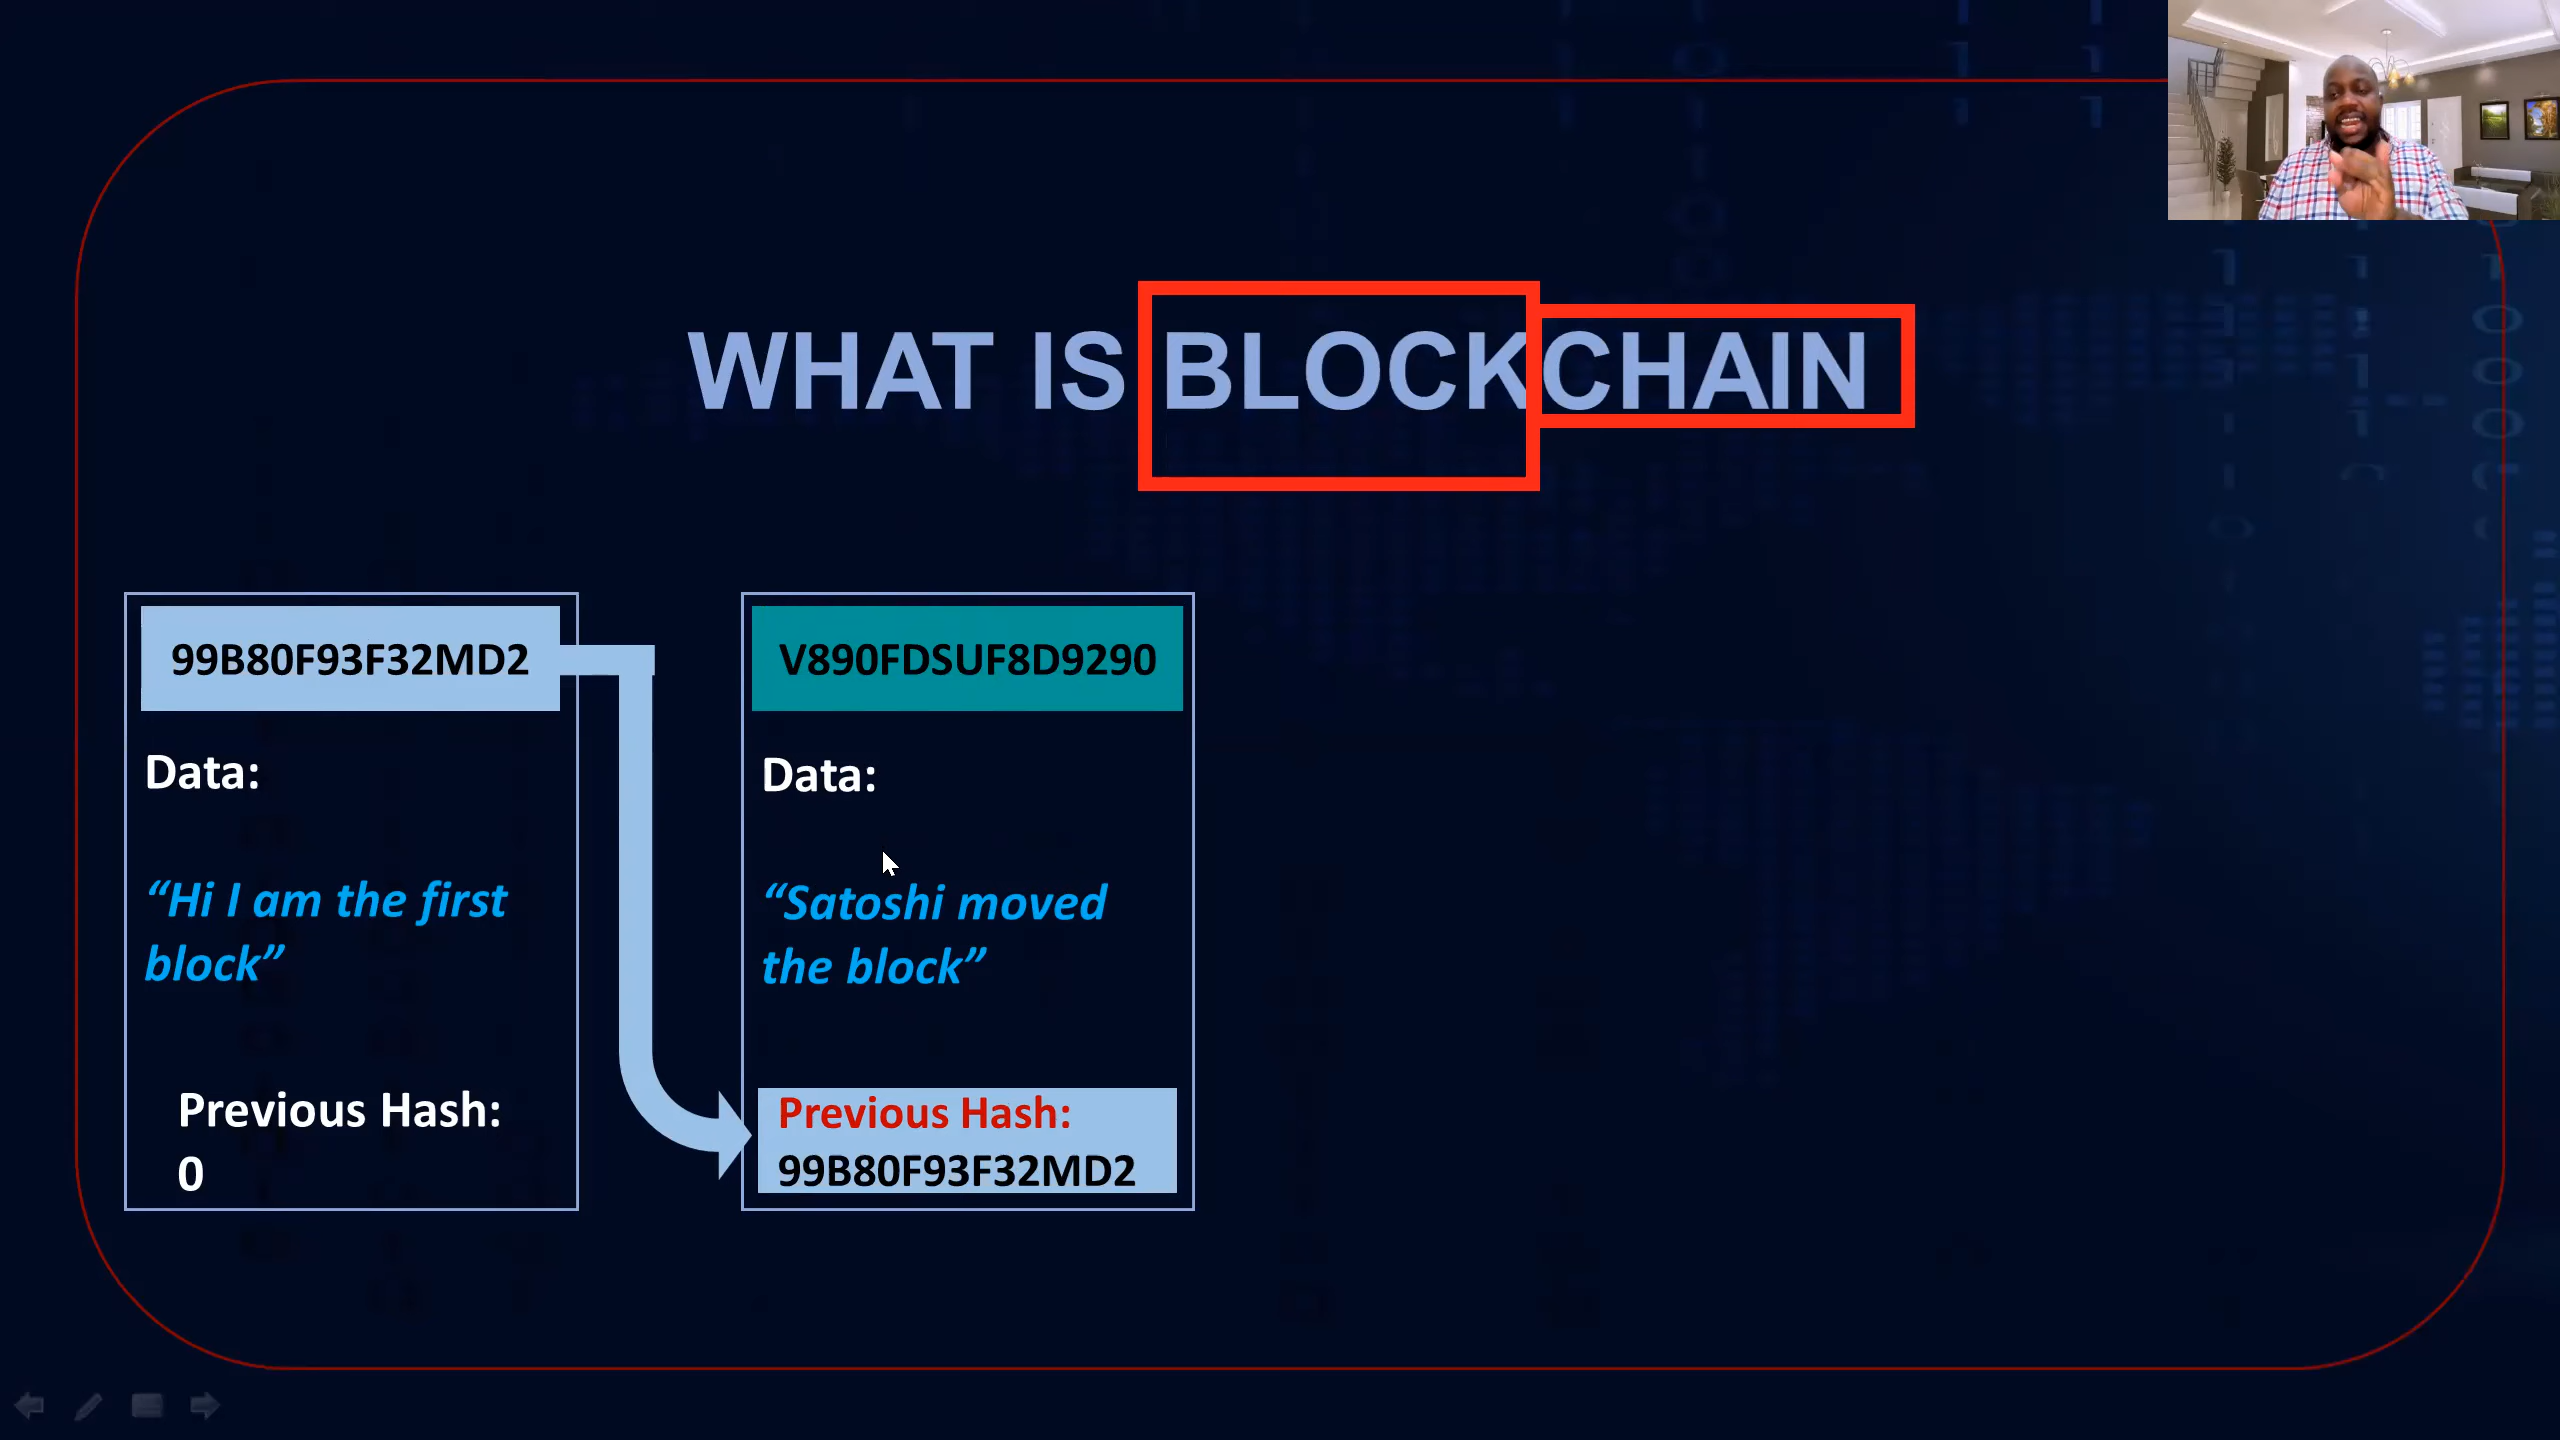 WHAT IS BLOCKCHAIN
99B80F93F32MD2
Data:
“Hi I am the first
block”
Previous Hash:
0
V890FDSUF8D9290
Data:
“Satoshi moved
the block”
Previous Hash:
99B80F93F32MD2